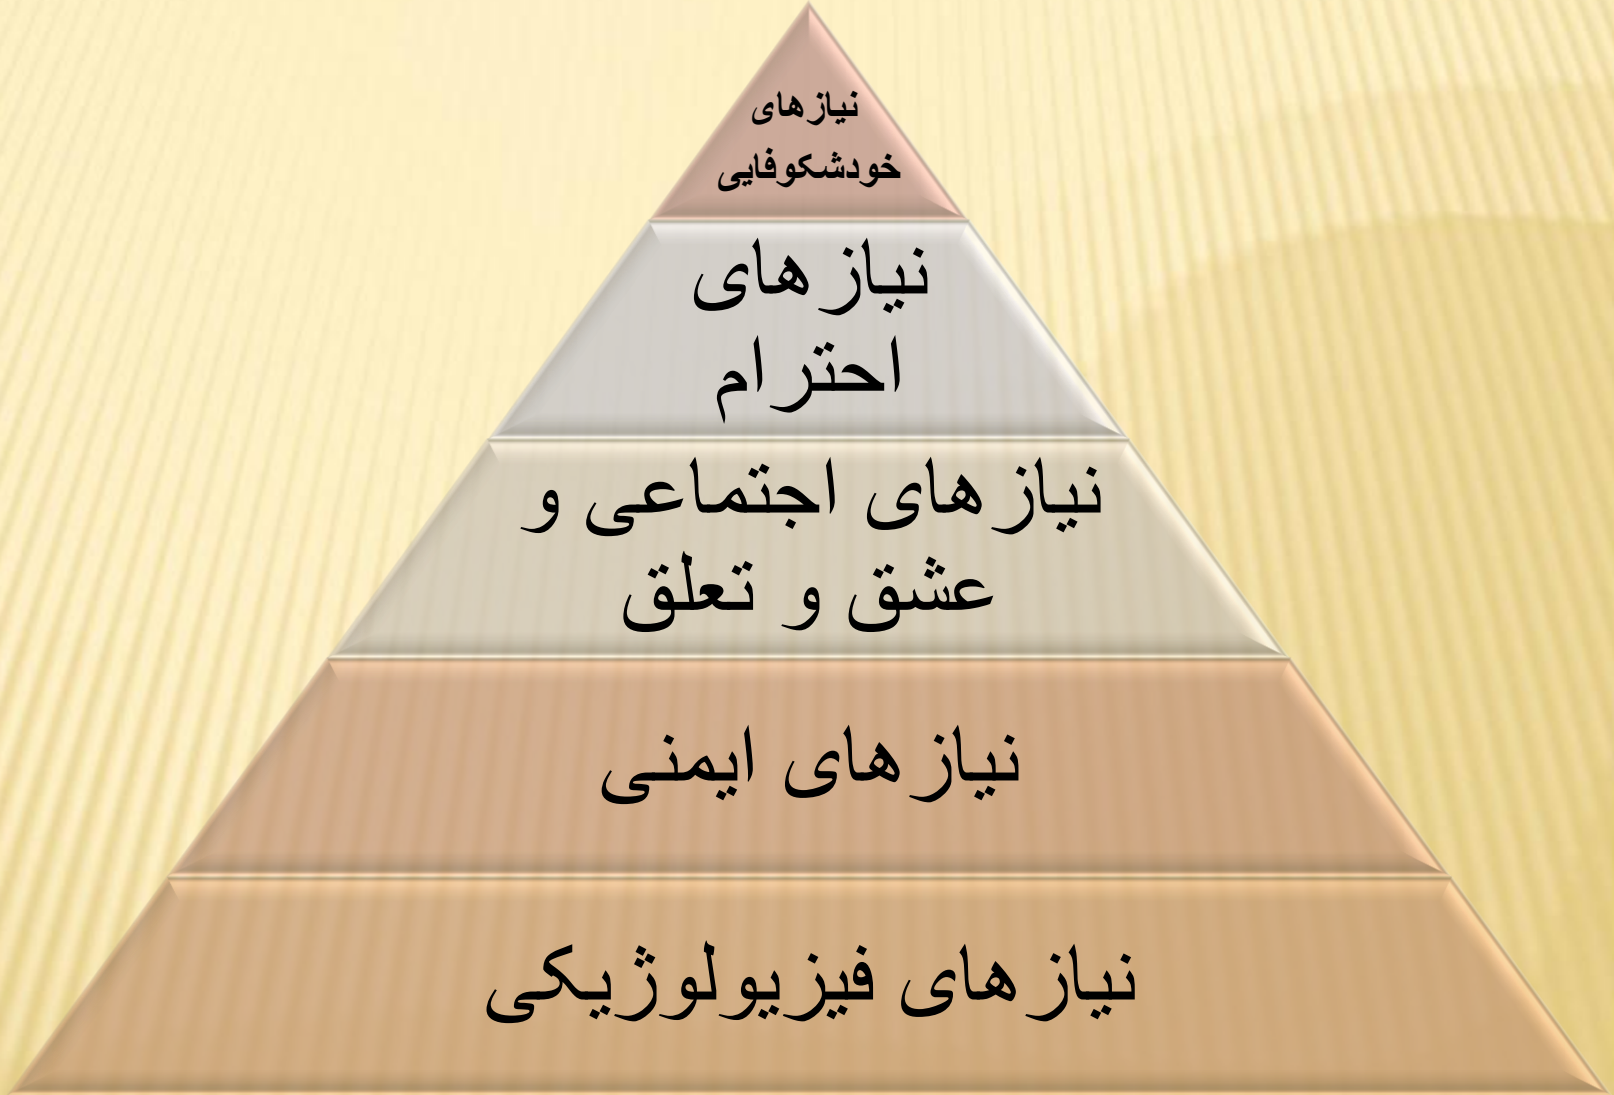 نیازهای
خودشکوفایی
نیازهای
احترام
نیازهای اجتماعی و
عشق و تعلق
نیازهای ایمنی
نیازهای فیزیولوژیکی